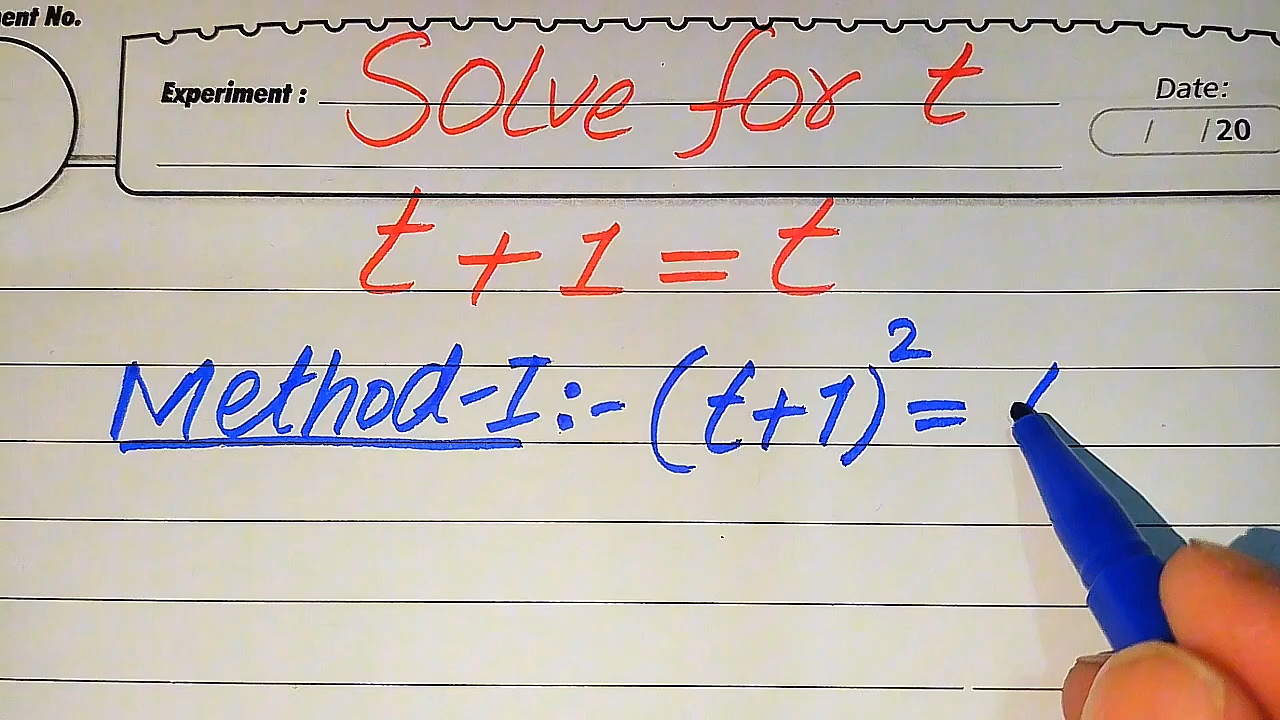 ent No.
Experiment : Solve for t
Date:
/ /20
t + 1 = t
Method-I:- (t+1)² = (